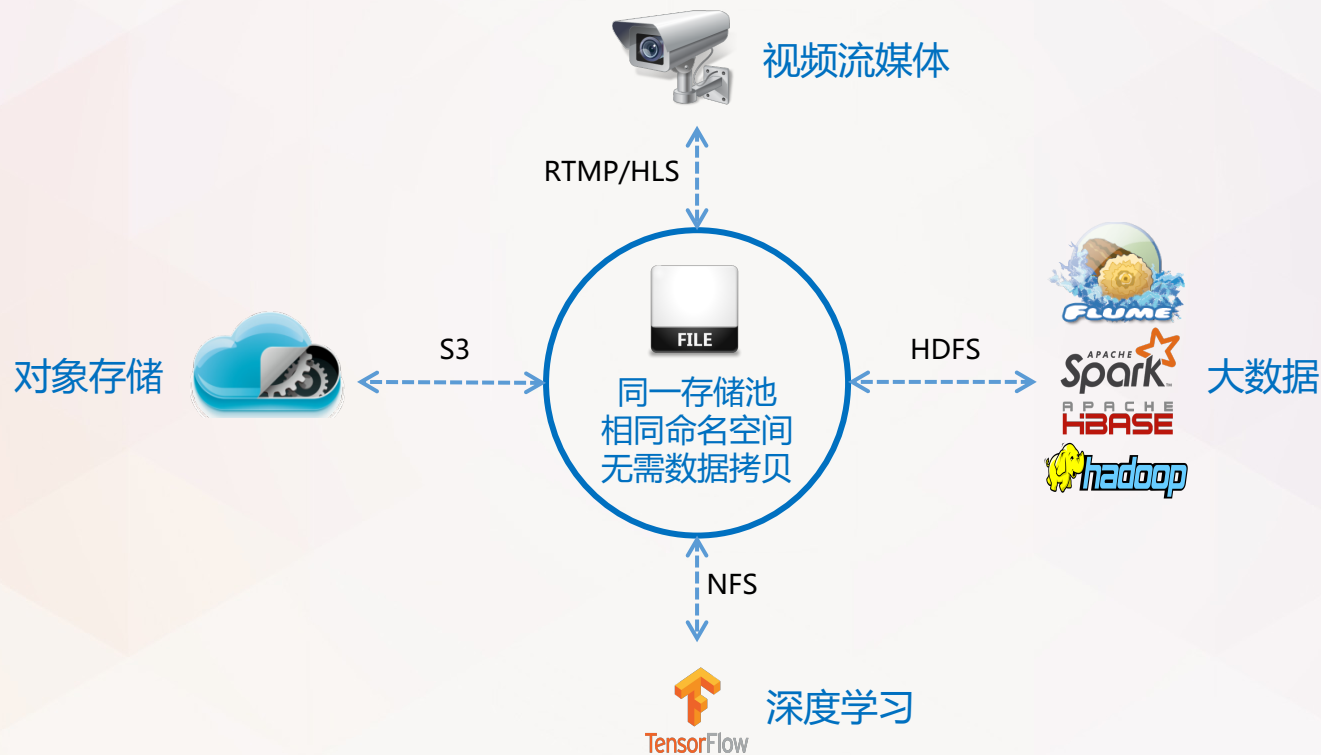 视频流媒体
RTMP/HLS
FLUME
FILE
S3
HDFS
APACHE
Spark
对象存储
同一存储池
大数据
APACHE
HBASE
相同命名空间
无需数据拷贝
hadoop
NFS
深度学习
TensorFlow